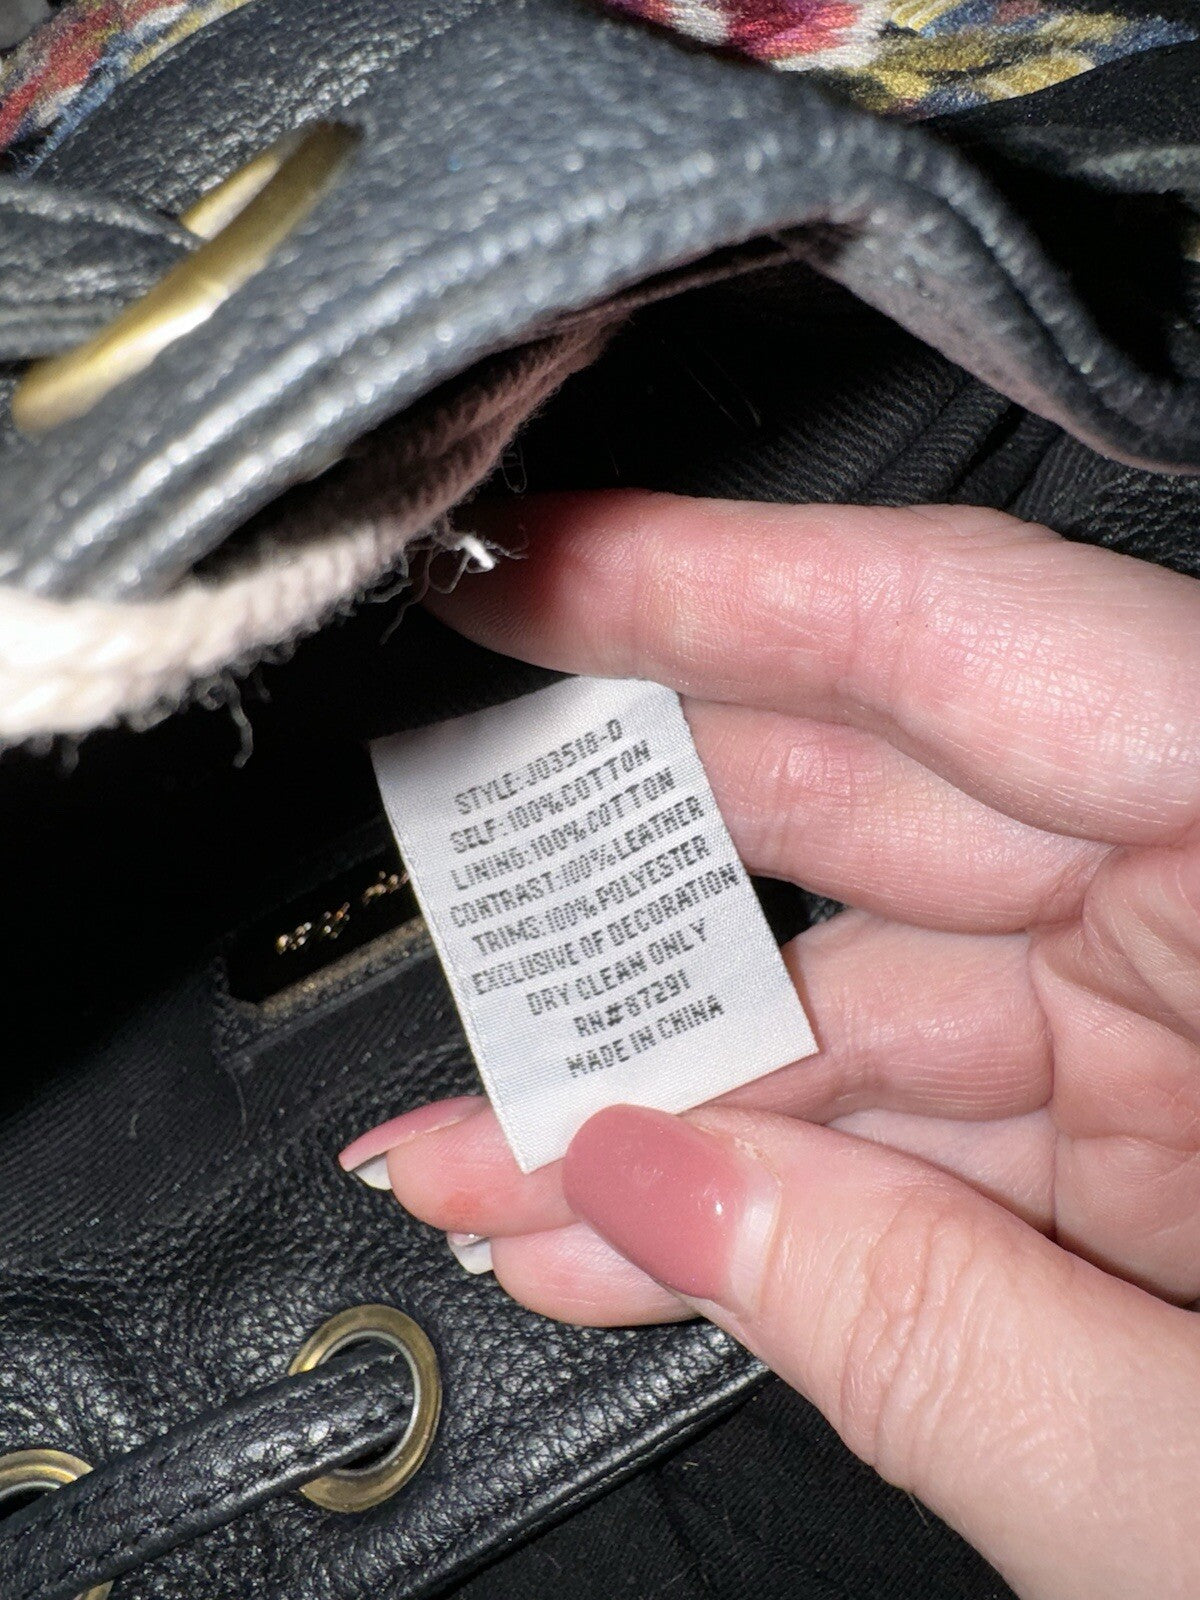 STYLE:J03518-D
SELF:100%COTTON
LINING:100%COTTON
CONTRAST:100%LEATHER
TRIMS:100% POLYESTER
EXCLUSIVE OF DECORATION
DRY CLEAN ONLY
RN#87291
MADE IN CHINA